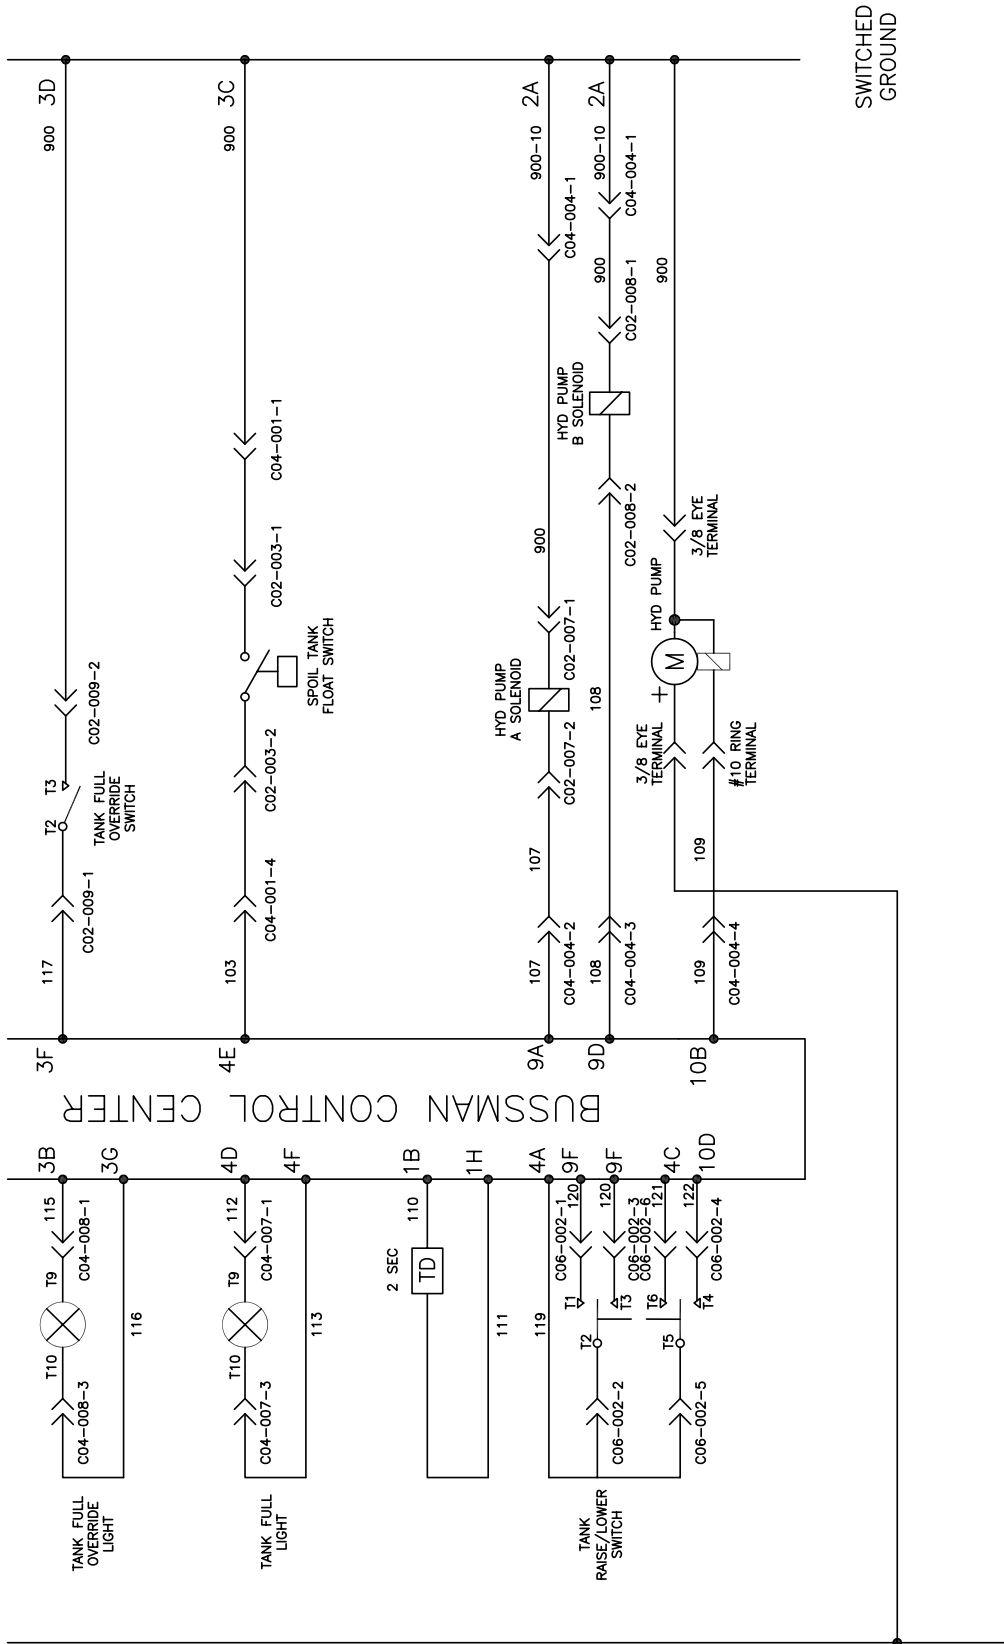 SWITCHED
GROUND
3D
900
C02-009-2
T3
T2
TANK FULL
OVERRIDE
SWITCH
C02-009-1
117
3F
3C
900
C04-001-1
C02-003-1
SPOIL TANK
FLOAT SWITCH
C02-003-2
C04-001-4
103
4E
2A
900-10
C04-004-1
900
C02-007-1
HYD PUMP
A SOLENOID
C02-007-2
107
107
C04-004-2
9A
2A
900-10
C04-004-1
900
C02-008-1
HYD PUMP
B SOLENOID
C02-008-2
108
108
C04-004-3
9D
900
3/8 EYE
TERMINAL
HYD PUMP
M
+
3/8 EYE
TERMINAL
#10 RING
TERMINAL
109
109
C04-004-4
10B
BUSSMAN CONTROL CENTER
3B
115
C04-008-1
T9
T10
C04-008-3
3G
116
TANK FULL
OVERRIDE
LIGHT
4D
112
C04-007-1
T9
T10
C04-007-3
4F
113
TANK FULL
LIGHT
1B
110
2 SEC
TD
1H
111
4A
119
9F
120
C06-002-1
T1
9F
120
C06-002-3
T3
T2
C06-002-2
4C
121
C06-002-6
T6
10D
122
C06-002-4
T4
T5
C06-002-5
TANK
RAISE/LOWER
SWITCH